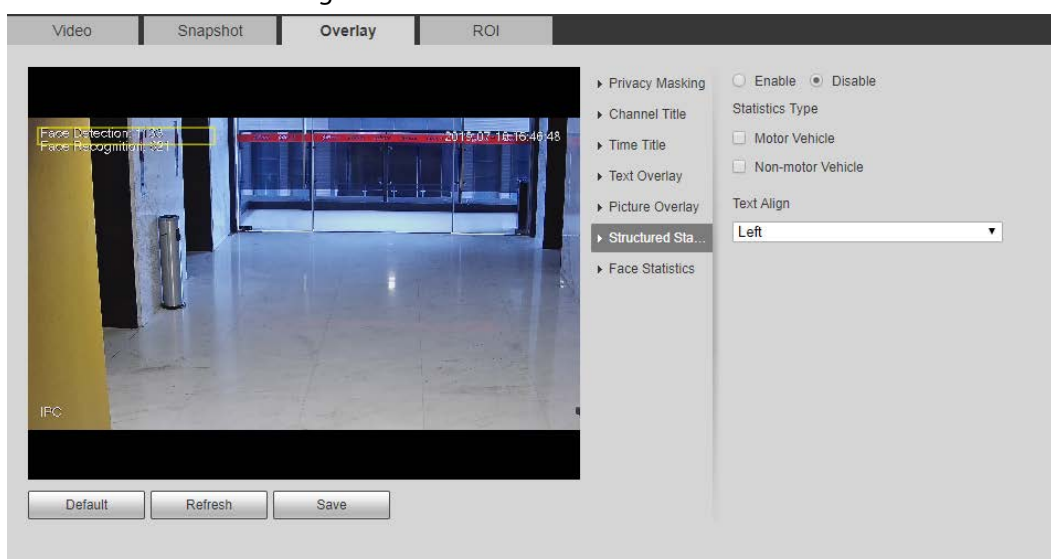 Video
Snapshot
Overlay
ROI
Privacy Masking
Channel Title
Time Title
Text Overlay
Picture Overlay
Structured Sta...
Face Statistics
Enable
Disable
Statistics Type
Motor Vehicle
Non-motor Vehicle
Text Align
Left
Face Detection:
Face Recognition: 321
IPC
Default
Refresh
Save